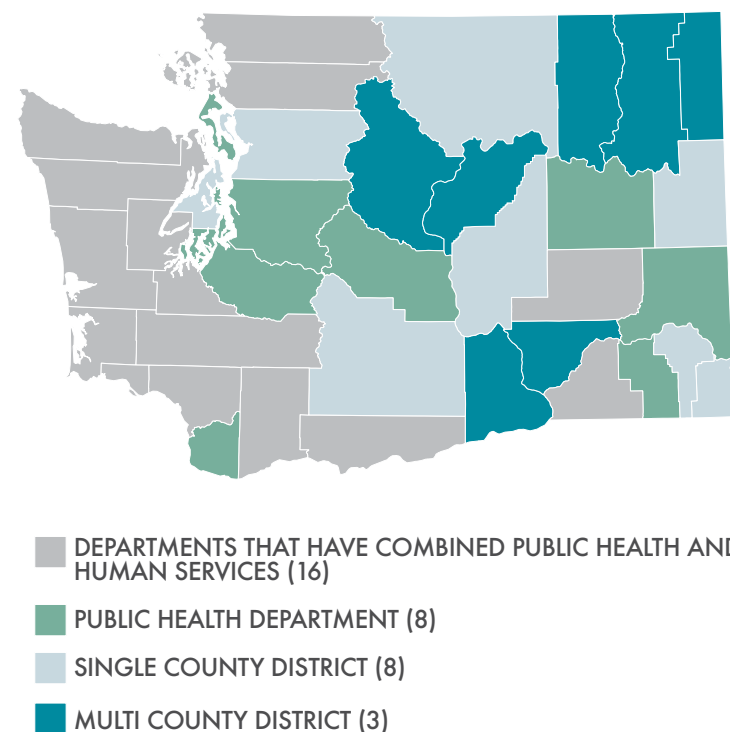 DEPARTMENTS THAT HAVE COMBINED PUBLIC HEALTH AND
HUMAN SERVICES (16)
PUBLIC HEALTH DEPARTMENT (8)
SINGLE COUNTY DISTRICT (8)
MULTI COUNTY DISTRICT (3)